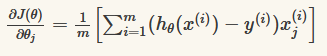 ∂J(θ)/∂θ_j = 1/m [∑_{i=1}^{m} (h_θ(x^{(i)}) − y^{(i)})x_j^{(i)}]